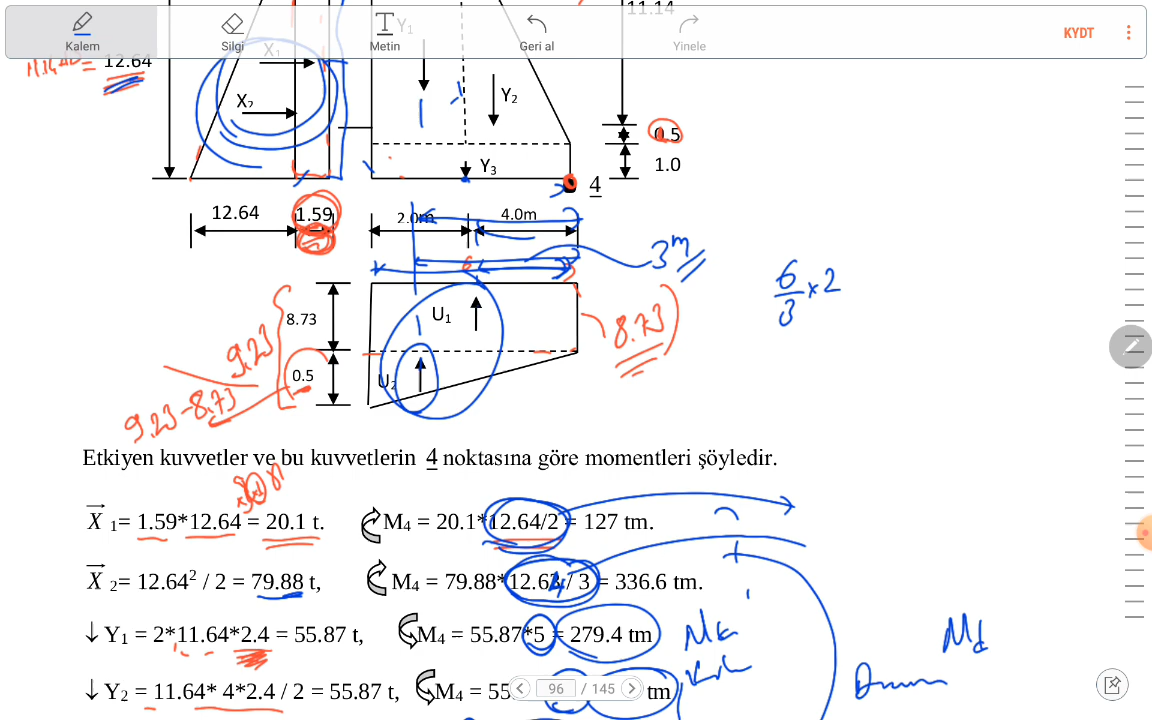 Kalem
Silgi
Metin
Geri al
Yinele
KYDT
Y1
11.14
12.64
X1
X2
Y2
0.5
Y3
1.0
4
12.64
1.59
2.0m
4.0m
3m
6
6/3 x 2
8.73
U1
8.73
9.23
0.5
U2
9.23-8.73
Etkiyen kuvvetler ve bu kuvvetlerin 4 noktasına göre momentleri şöyledir.
X 1= 1.59*12.64 = 20.1 t. M4 = 20.1*12.64/2 = 127 tm.
X 2= 12.64² / 2 = 79.88 t, M4 = 79.88*12.64 / 3 = 336.6 tm.
↓ Y1 = 2*11.64*2.4 = 55.87 t, M4 = 55.87*5 = 279.4 tm
↓ Y2 = 11.64* 4*2.4 / 2 = 55.87 t, M4 = 55 tm
Md
96 / 145